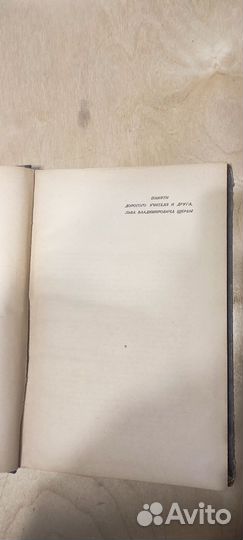 ПАМЯТИ
ДОРОГОГО УЧИТЕЛЯ И ДРУГА,
ЛЬВА ВЛАДИМИРОВИЧА ЩЕРБЫ
Avito